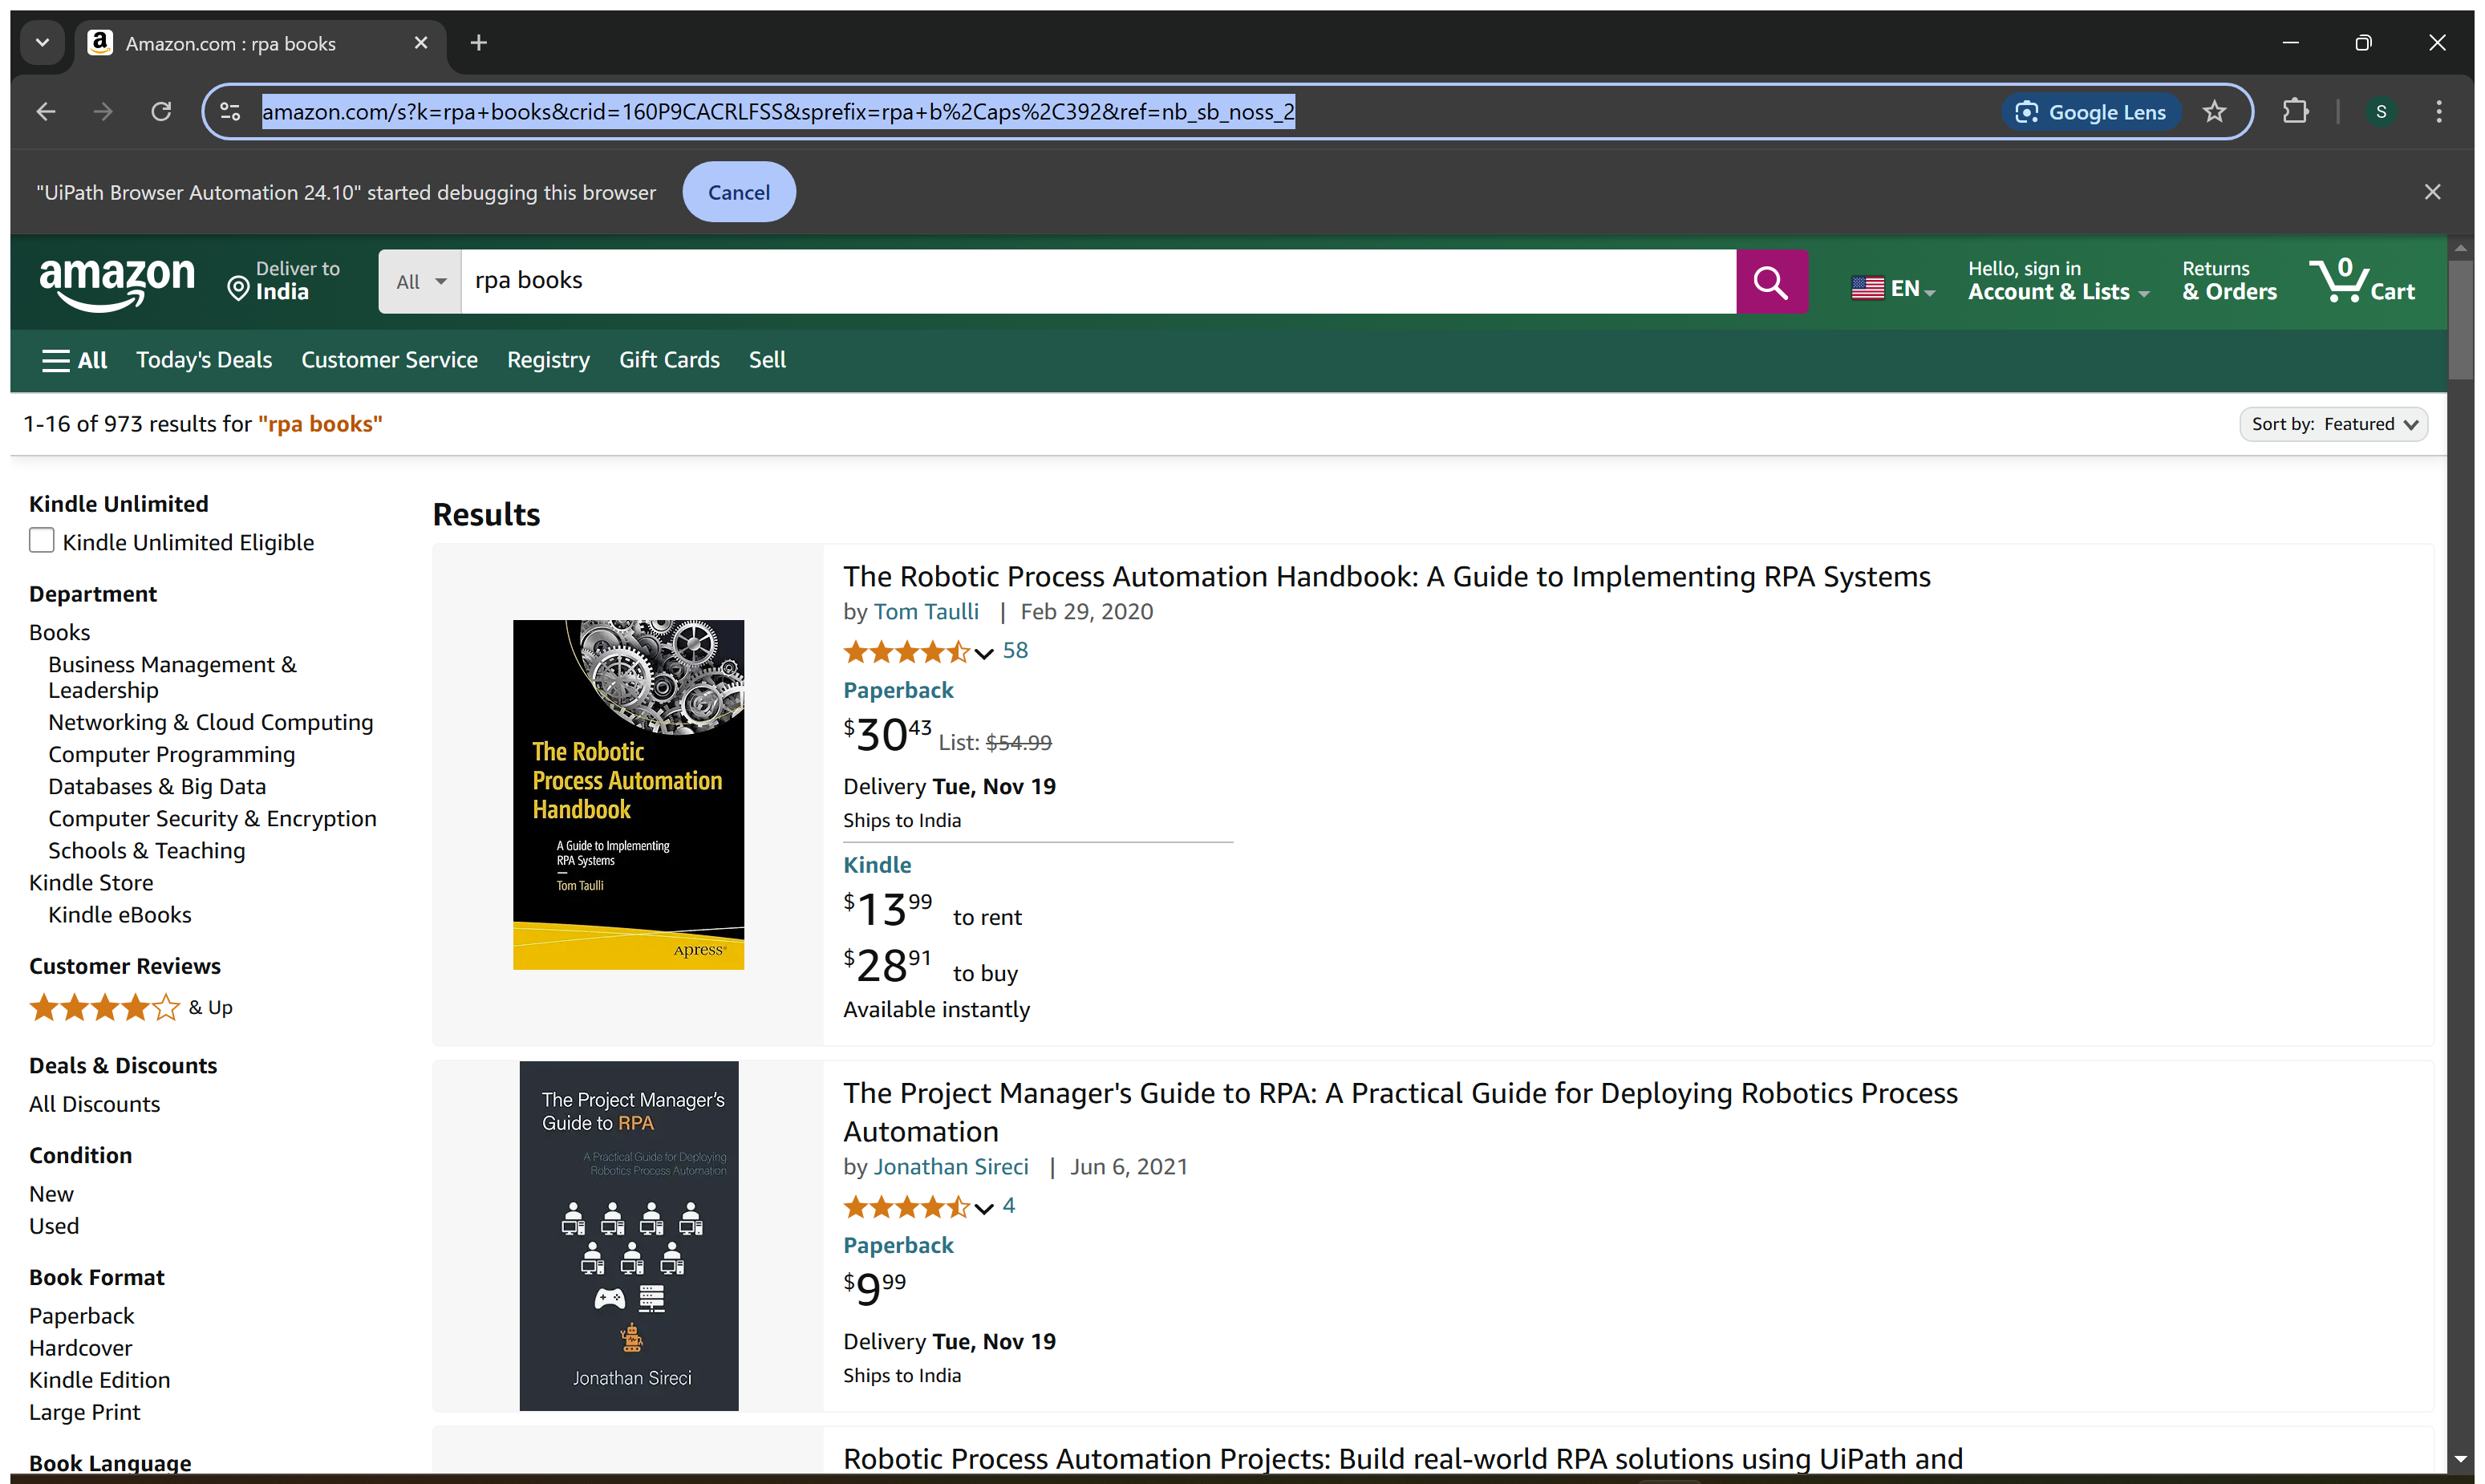 Amazon.com : rpa books
amazon.com/s?k=rpa+books&crid=160P9CACRLFSS&sprefix=rpa+b%2Caps%2C392&ref=nb_sb_noss_2
Google Lens
S
"UiPath Browser Automation 24.10" started debugging this browser
Cancel
amazon
Deliver to
India
All
rpa books
EN
Hello, sign in
Account & Lists
Returns
& Orders
0
Cart
All
Today's Deals
Customer Service
Registry
Gift Cards
Sell
1-16 of 973 results for "rpa books"
Sort by: Featured
Kindle Unlimited
Kindle Unlimited Eligible
Department
Books
Business Management &
Leadership
Networking & Cloud Computing
Computer Programming
Databases & Big Data
Computer Security & Encryption
Schools & Teaching
Kindle Store
Kindle eBooks
Customer Reviews
& Up
Deals & Discounts
All Discounts
Condition
New
Used
Book Format
Paperback
Hardcover
Kindle Edition
Large Print
Book Language
Results
The Robotic
Process Automation
Handbook
A Guide to Implementing
RPA Systems
Tom Taulli
Apress®
The Robotic Process Automation Handbook: A Guide to Implementing RPA Systems
by Tom Taulli | Feb 29, 2020
58
Paperback
$30 43 List: $54.99
Delivery Tue, Nov 19
Ships to India
Kindle
$13 99 to rent
$28 91 to buy
Available instantly
The Project Manager's
Guide to RPA
A Practical Guide for Deploying
Robotics Process Automation
Jonathan Sireci
The Project Manager's Guide to RPA: A Practical Guide for Deploying Robotics Process
Automation
by Jonathan Sireci | Jun 6, 2021
4
Paperback
$9 99
Delivery Tue, Nov 19
Ships to India
Robotic Process Automation Projects: Build real-world RPA solutions using UiPath and